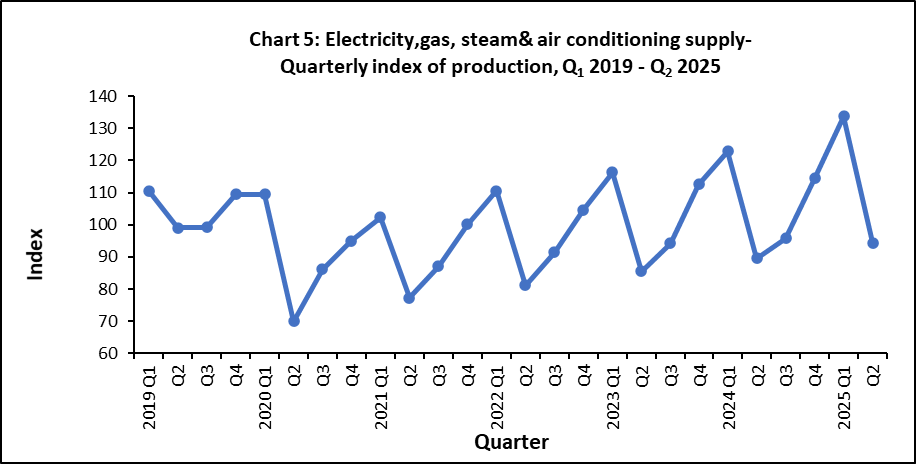 Chart 5: Electricity,gas, steam& air conditioning supply-
Quarterly index of production, Q1 2019 - Q2 2025
140
130
120
110
100
90
80
70
60
Index
2019 Q1
Q2
Q3
Q4
2020 Q1
Q2
Q3
Q4
2021 Q1
Q2
Q3
Q4
2022 Q1
Q2
Q3
Q4
2023 Q1
Q2
Q3
Q4
2024 Q1
Q2
Q3
Q4
2025 Q1
Q2
Quarter